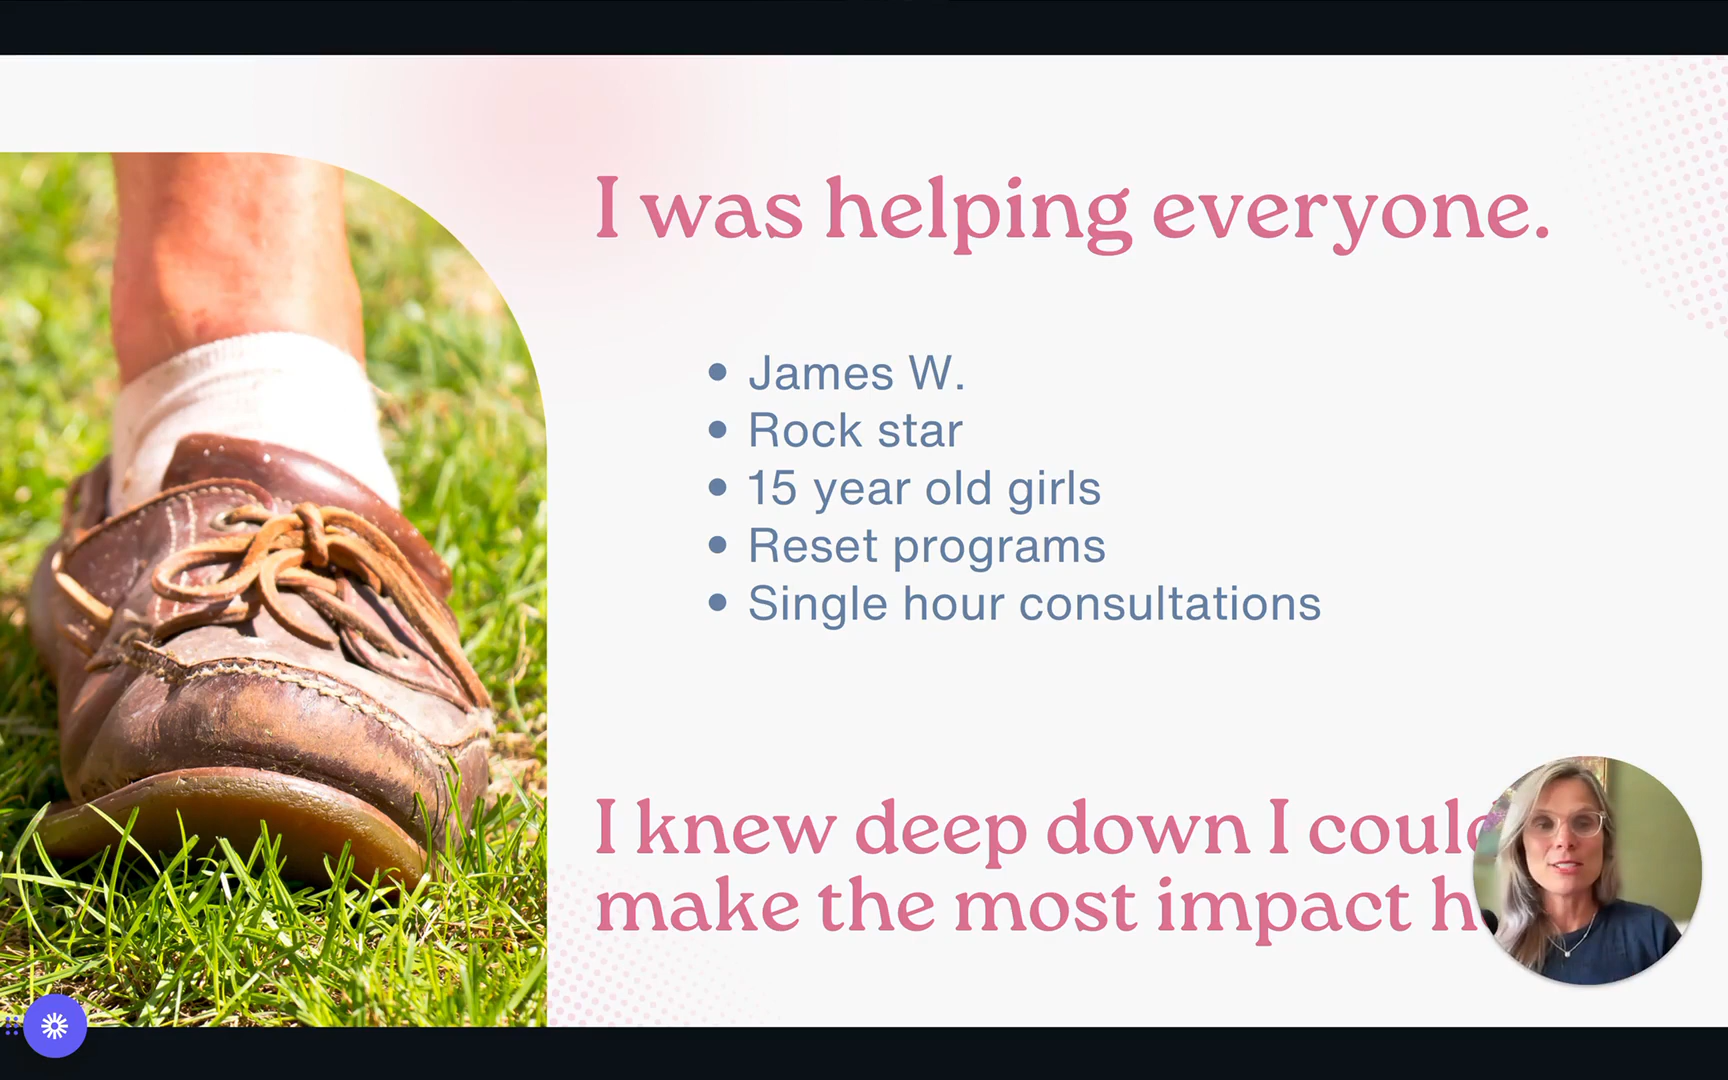 I was helping everyone.
• James W.
• Rock star
• 15 year old girls
• Reset programs
• Single hour consultations
I knew deep down I could
make the most impact